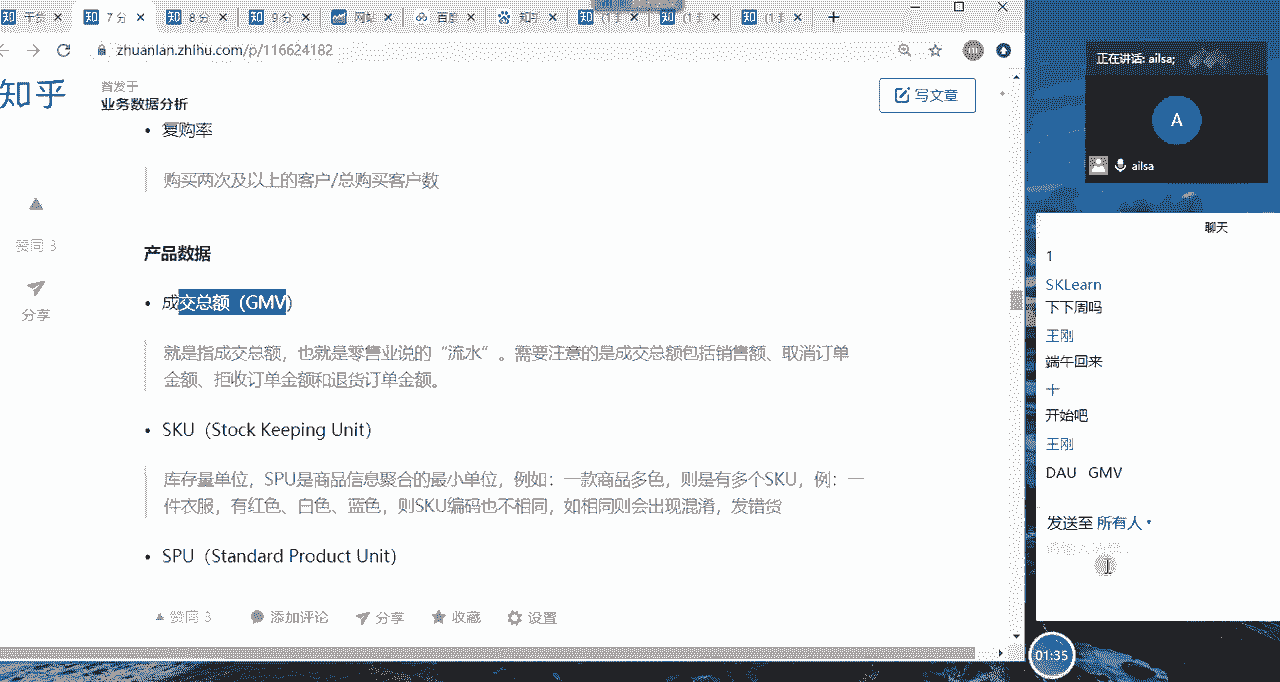 7 分
8 分
9 分
网站
百度
知乎
(1 封
(1 封
(1 封
zhuanlan.zhihu.com/p/116624182
知乎
首发于
业务数据分析
写文章
• 复购率
购买两次及以上的客户/总购买客户数
产品数据
• 成交总额（GMV）
就是指成交总额，也就是零售业说的“流水”。需要注意的是成交总额包括销售额、取消订单
金额、拒收订单金额和退货订单金额。
• SKU（Stock Keeping Unit）
库存量单位，SPU是商品信息聚合的最小单位，例如：一款商品多色，则是有多个SKU，例：一
件衣服，有红色、白色、蓝色，则SKU编码也不相同，如相同则会出现混淆，发错货
• SPU（Standard Product Unit）
赞同 3
分享
赞同 3
添加评论
分享
收藏
设置
正在讲话: ailsa;
A
ailsa
聊天
1
SKLearn
下下周吗
王刚
端午回来
十
开始吧
王刚
DAU GMV
发送至 所有人
01:35